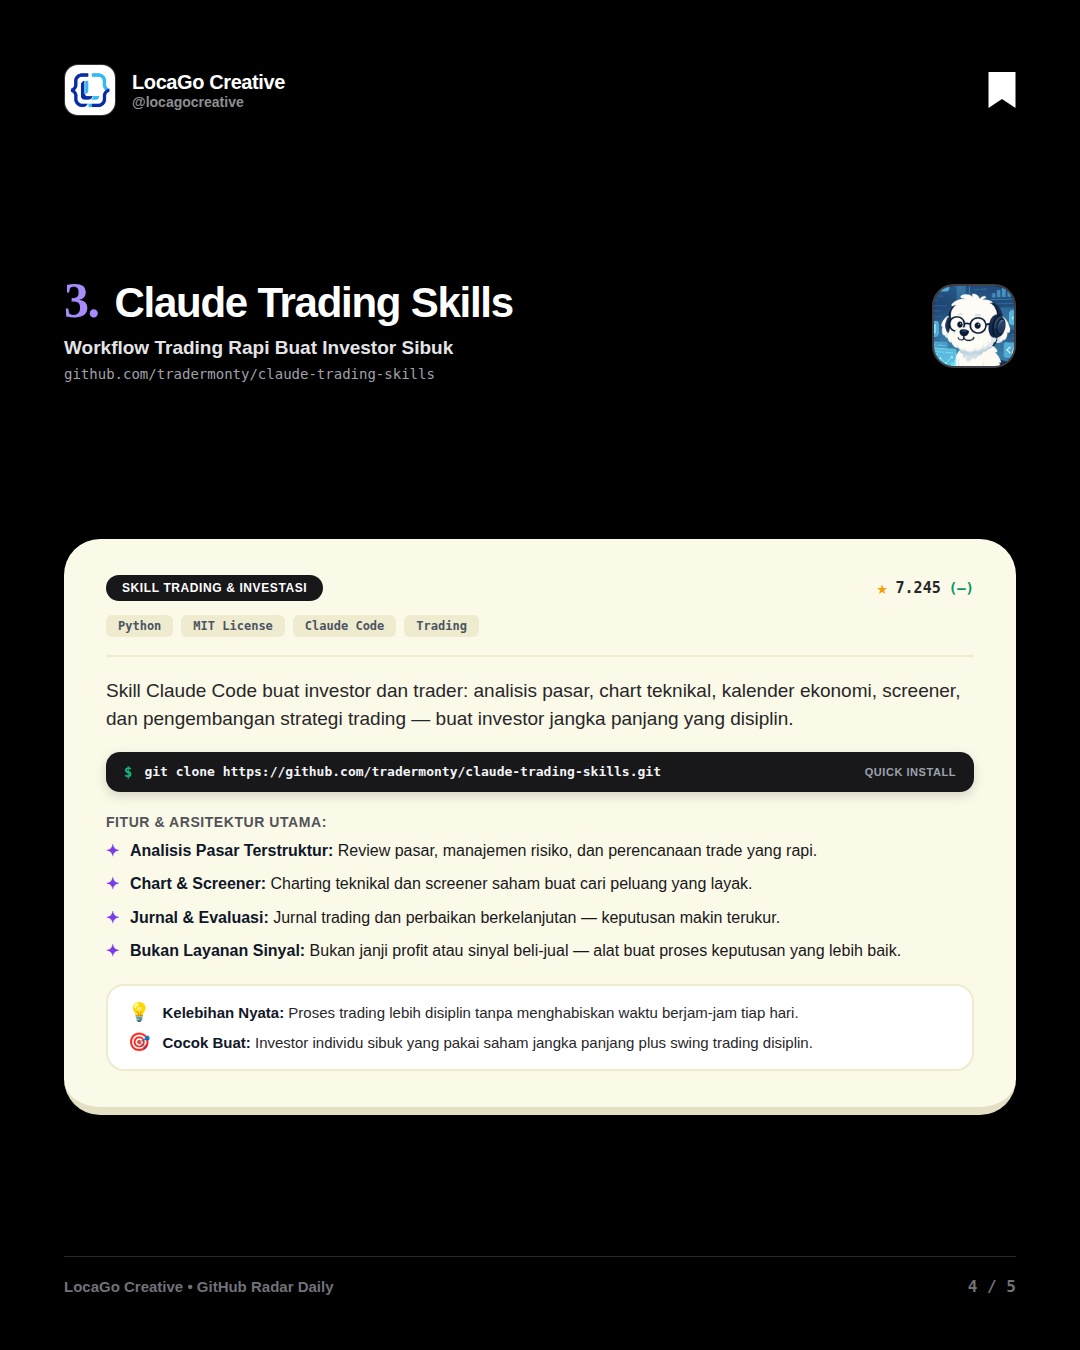 LocaGo Creative
@locagocreative
3. Claude Trading Skills
Workflow Trading Rapi Buat Investor Sibuk
github.com/tradermonty/claude-trading-skills
SKILL TRADING & INVESTASI
★ 7.245 (—)
Python MIT License Claude Code Trading
Skill Claude Code buat investor dan trader: analisis pasar, chart teknikal, kalender ekonomi, screener,
dan pengembangan strategi trading — buat investor jangka panjang yang disiplin.
$ git clone https://github.com/tradermonty/claude-trading-skills.git QUICK INSTALL
FITUR & ARSITEKTUR UTAMA:
✦ Analisis Pasar Terstruktur: Review pasar, manajemen risiko, dan perencanaan trade yang rapi.
✦ Chart & Screener: Charting teknikal dan screener saham buat cari peluang yang layak.
✦ Jurnal & Evaluasi: Jurnal trading dan perbaikan berkelanjutan — keputusan makin terukur.
✦ Bukan Layanan Sinyal: Bukan janji profit atau sinyal beli-jual — alat buat proses keputusan yang lebih baik.
💡 Kelebihan Nyata: Proses trading lebih disiplin tanpa menghabiskan waktu berjam-jam tiap hari.
🎯 Cocok Buat: Investor individu sibuk yang pakai saham jangka panjang plus swing trading disiplin.
LocaGo Creative • GitHub Radar Daily
4 / 5